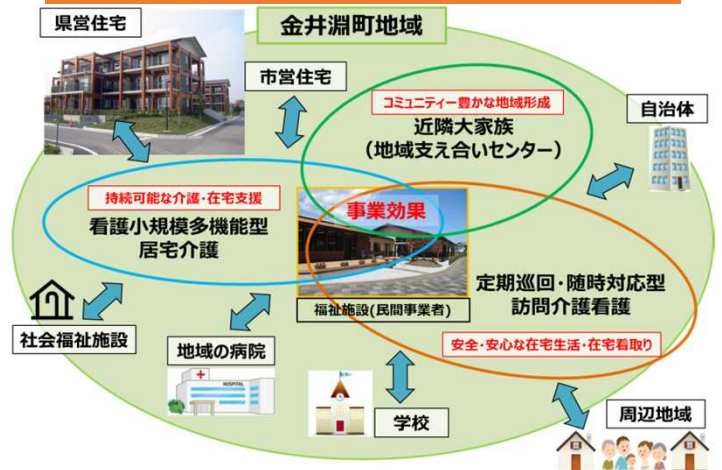 県営住宅
金井淵町地域
市営住宅
コミュニティー豊かな地域形成
近隣大家族
(地域支え合いセンター)
自治体
持続可能な介護・在宅支援
看護小規模多機能型
居宅介護
事業効果
定期巡回・随時対応型
訪問介護看護
福祉施設(民間事業者)
安全・安心な在宅生活・在宅看取り
社会福祉施設
地域の病院
HOSPITAL
学校
周辺地域